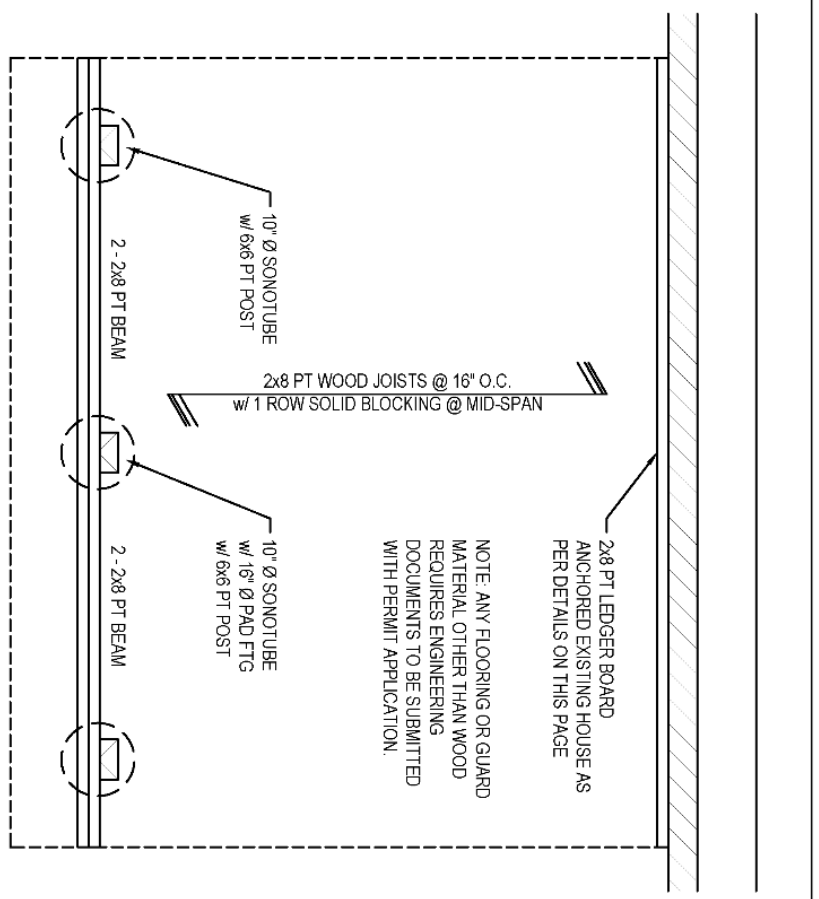 2x8 PT LEDGER BOARD
ANCHORED EXISTING HOUSE AS
PER DETAILS ON THIS PAGE
NOTE: ANY FLOORING OR GUARD
MATERIAL OTHER THAN WOOD
REQUIRES ENGINEERING
DOCUMENTS TO BE SUBMITTED
WITH PERMIT APPLICATION.
2x8 PT WOOD JOISTS @ 16" O.C.
w/ 1 ROW SOLID BLOCKING @ MID-SPAN
10" Ø SONOTUBE
w/ 6x6 PT POST
10" Ø SONOTUBE
w/ 16" Ø PAD FTG
w/ 6x6 PT POST
2 - 2x8 PT BEAM
2 - 2x8 PT BEAM